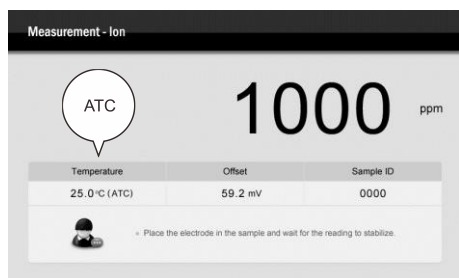 Measurement - Ion
ATC
1000 ppm
Temperature Offset Sample ID
25.0°C (ATC) 59.2 mV 0000
Place the electrode in the sample and wait for the reading to stabilize.